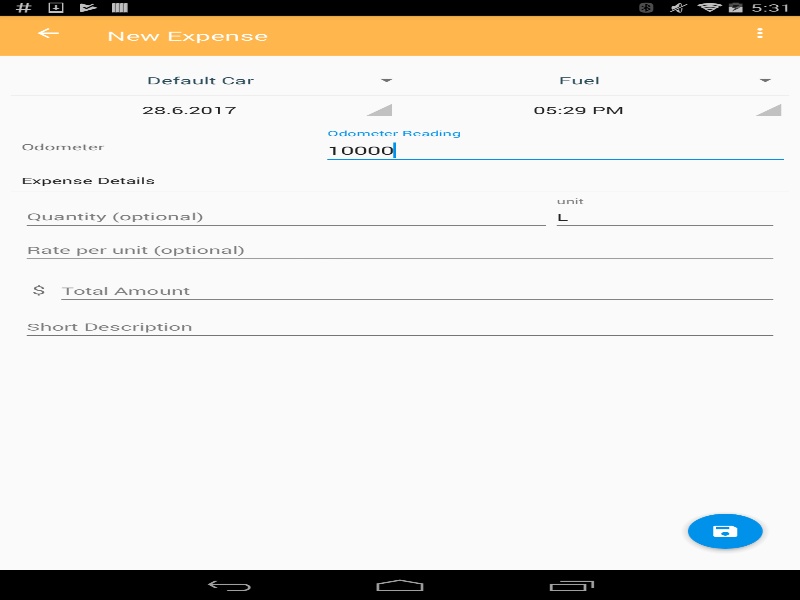 5:31
New Expense
Default Car Fuel
28.6.2017 05:29 PM
Odometer Reading
Odometer 10000
Expense Details
unit
Quantity (optional) L
Rate per unit (optional)
$ Total Amount
Short Description